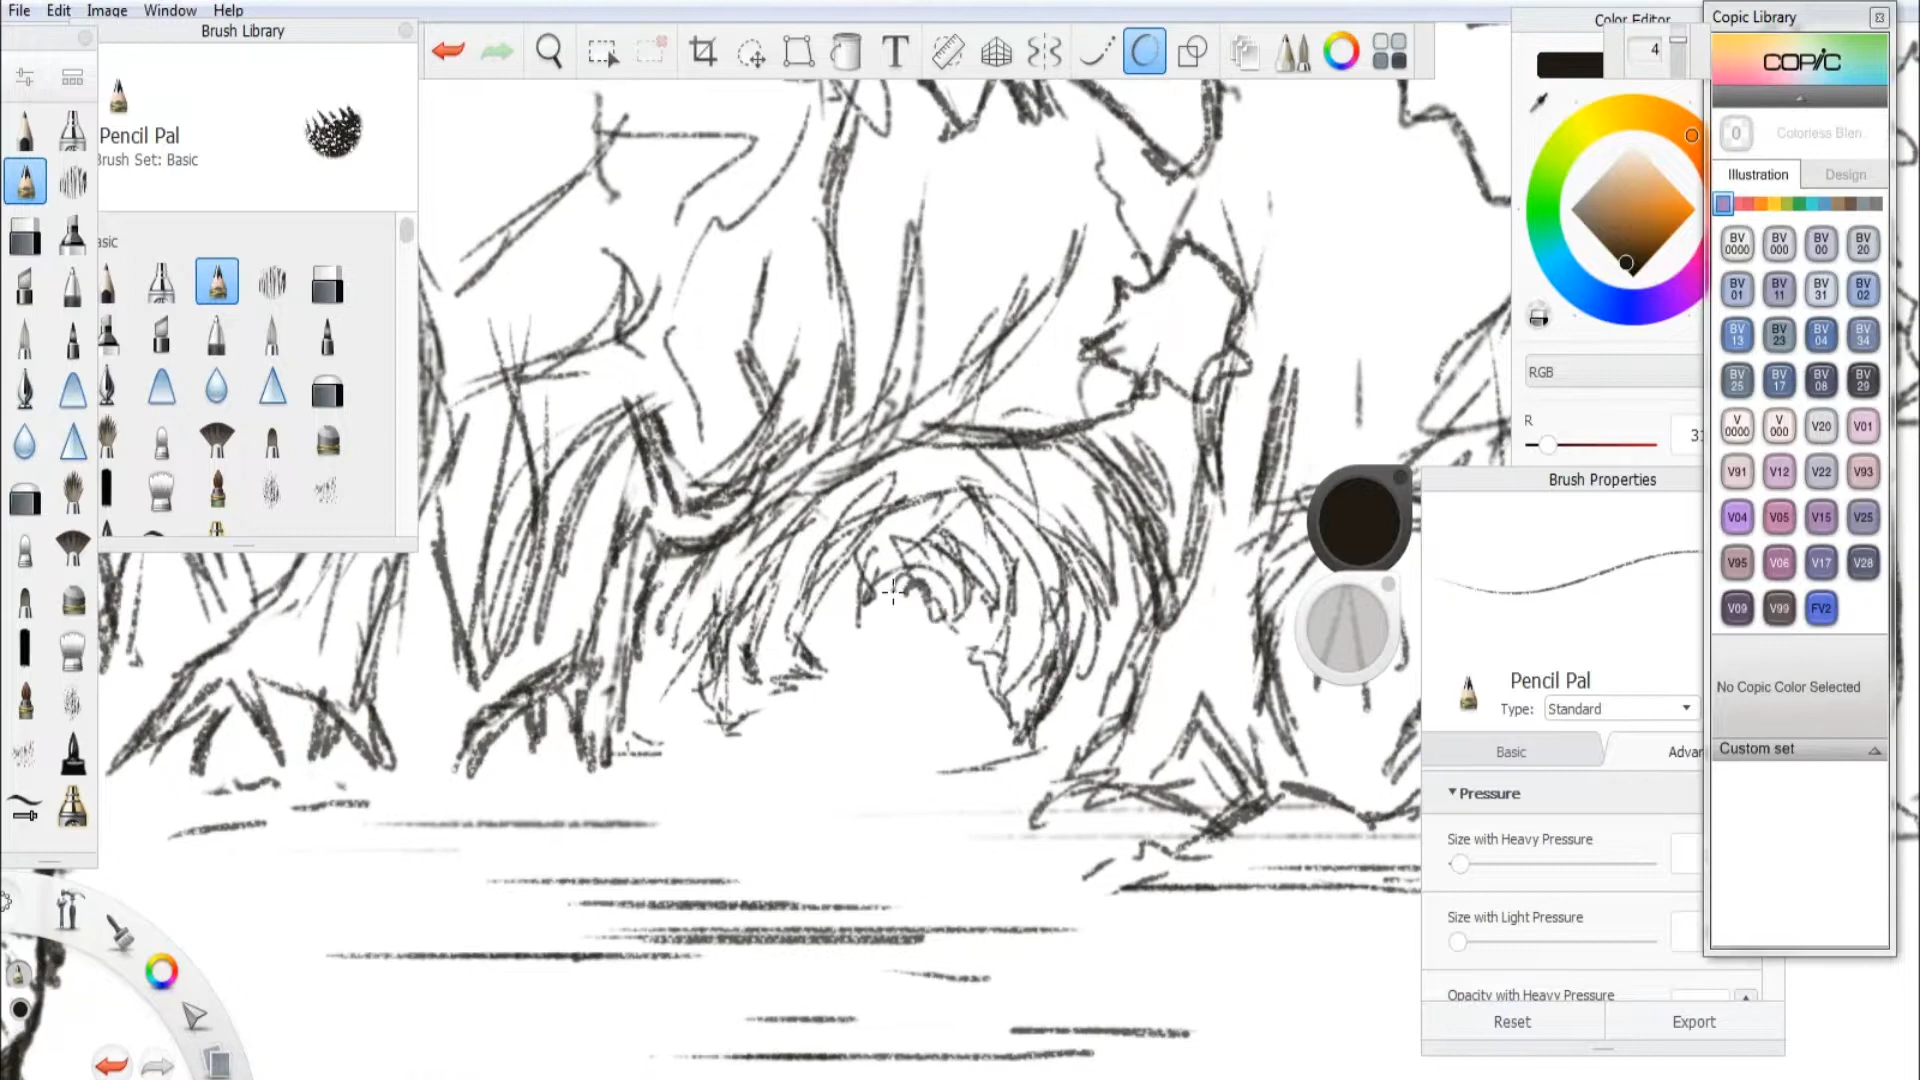 File Edit Image Window Help
Brush Library
Pencil Pal
Brush Set: Basic
asic
T
Color Editor
4
RGB
R
31
Brush Properties
Pencil Pal
Type: Standard
Basic
Advan
Pressure
Size with Heavy Pressure
Size with Light Pressure
Opacity with Heavy Pressure
Reset Export
Copic Library
COPIC
0 Colorless Blen
Illustration Design
BV 0000 BV 000 BV 00 BV 20
BV 01 BV 11 BV 31 BV 02
BV 13 BV 23 BV 04 BV 34
BV 25 BV 17 BV 08 BV 29
V 0000 V 000 V20 V01
V91 V12 V22 V93
V04 V05 V15 V25
V95 V06 V17 V28
V09 V99 FV2
No Copic Color Selected
Custom set